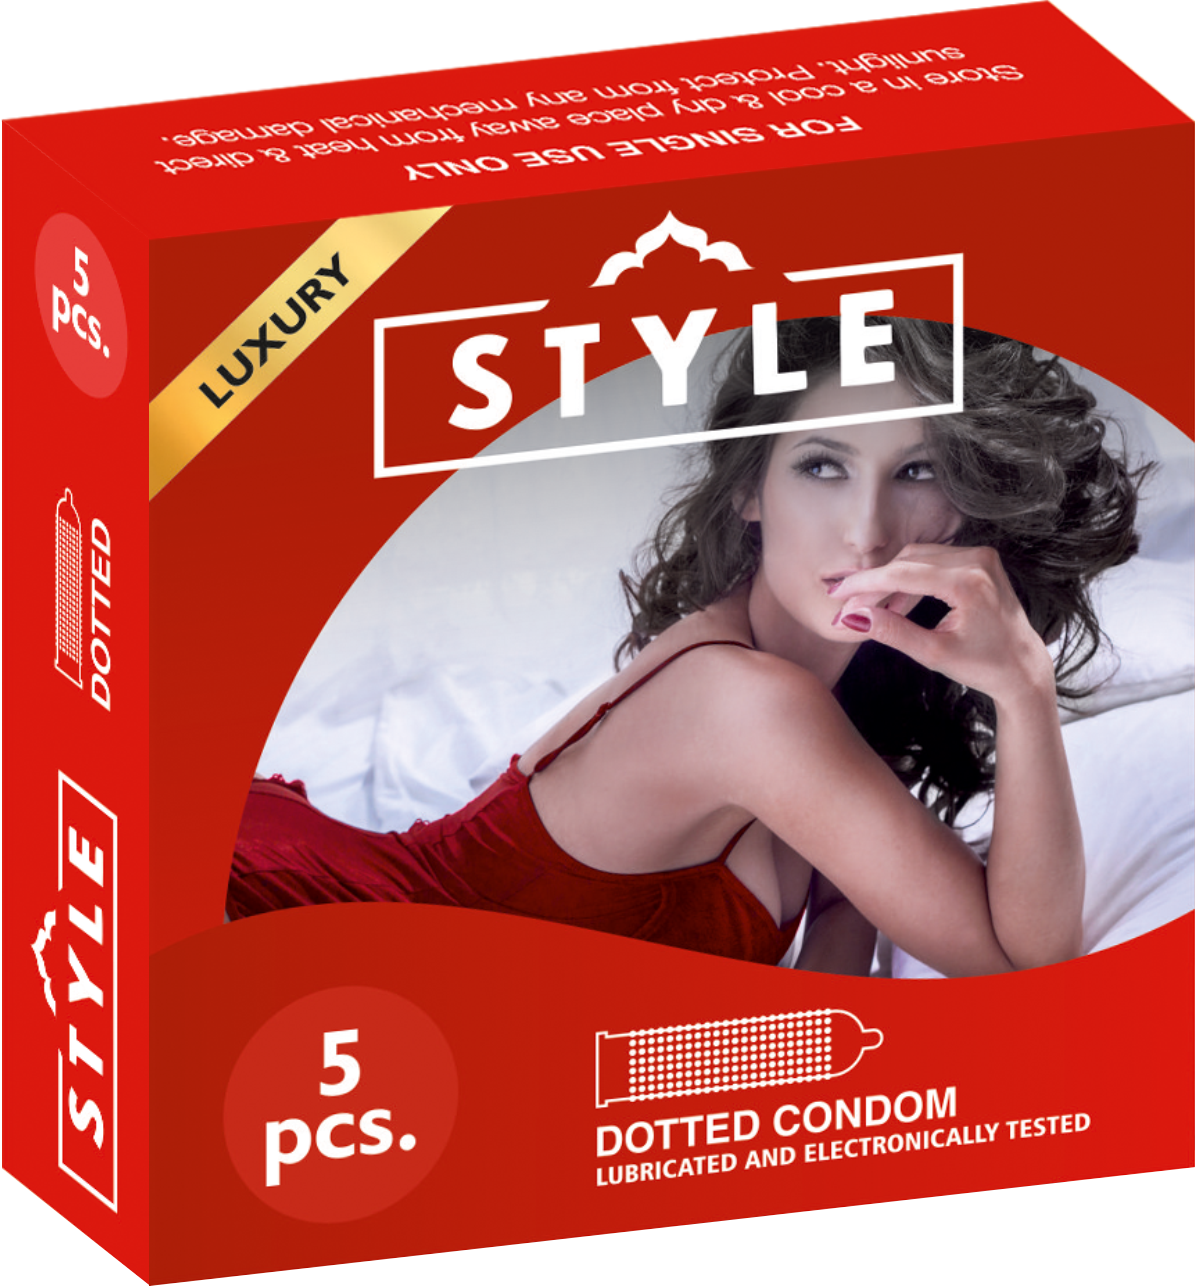 FOR SINGLE USE ONLY
Store in a cool & dry place away from heat & direct
sunlight. Protect from any mechanical damage.
5
pcs.
DOTTED
STYLE
LUXURY
STYLE
5
pcs.
DOTTED CONDOM
LUBRICATED AND ELECTRONICALLY TESTED